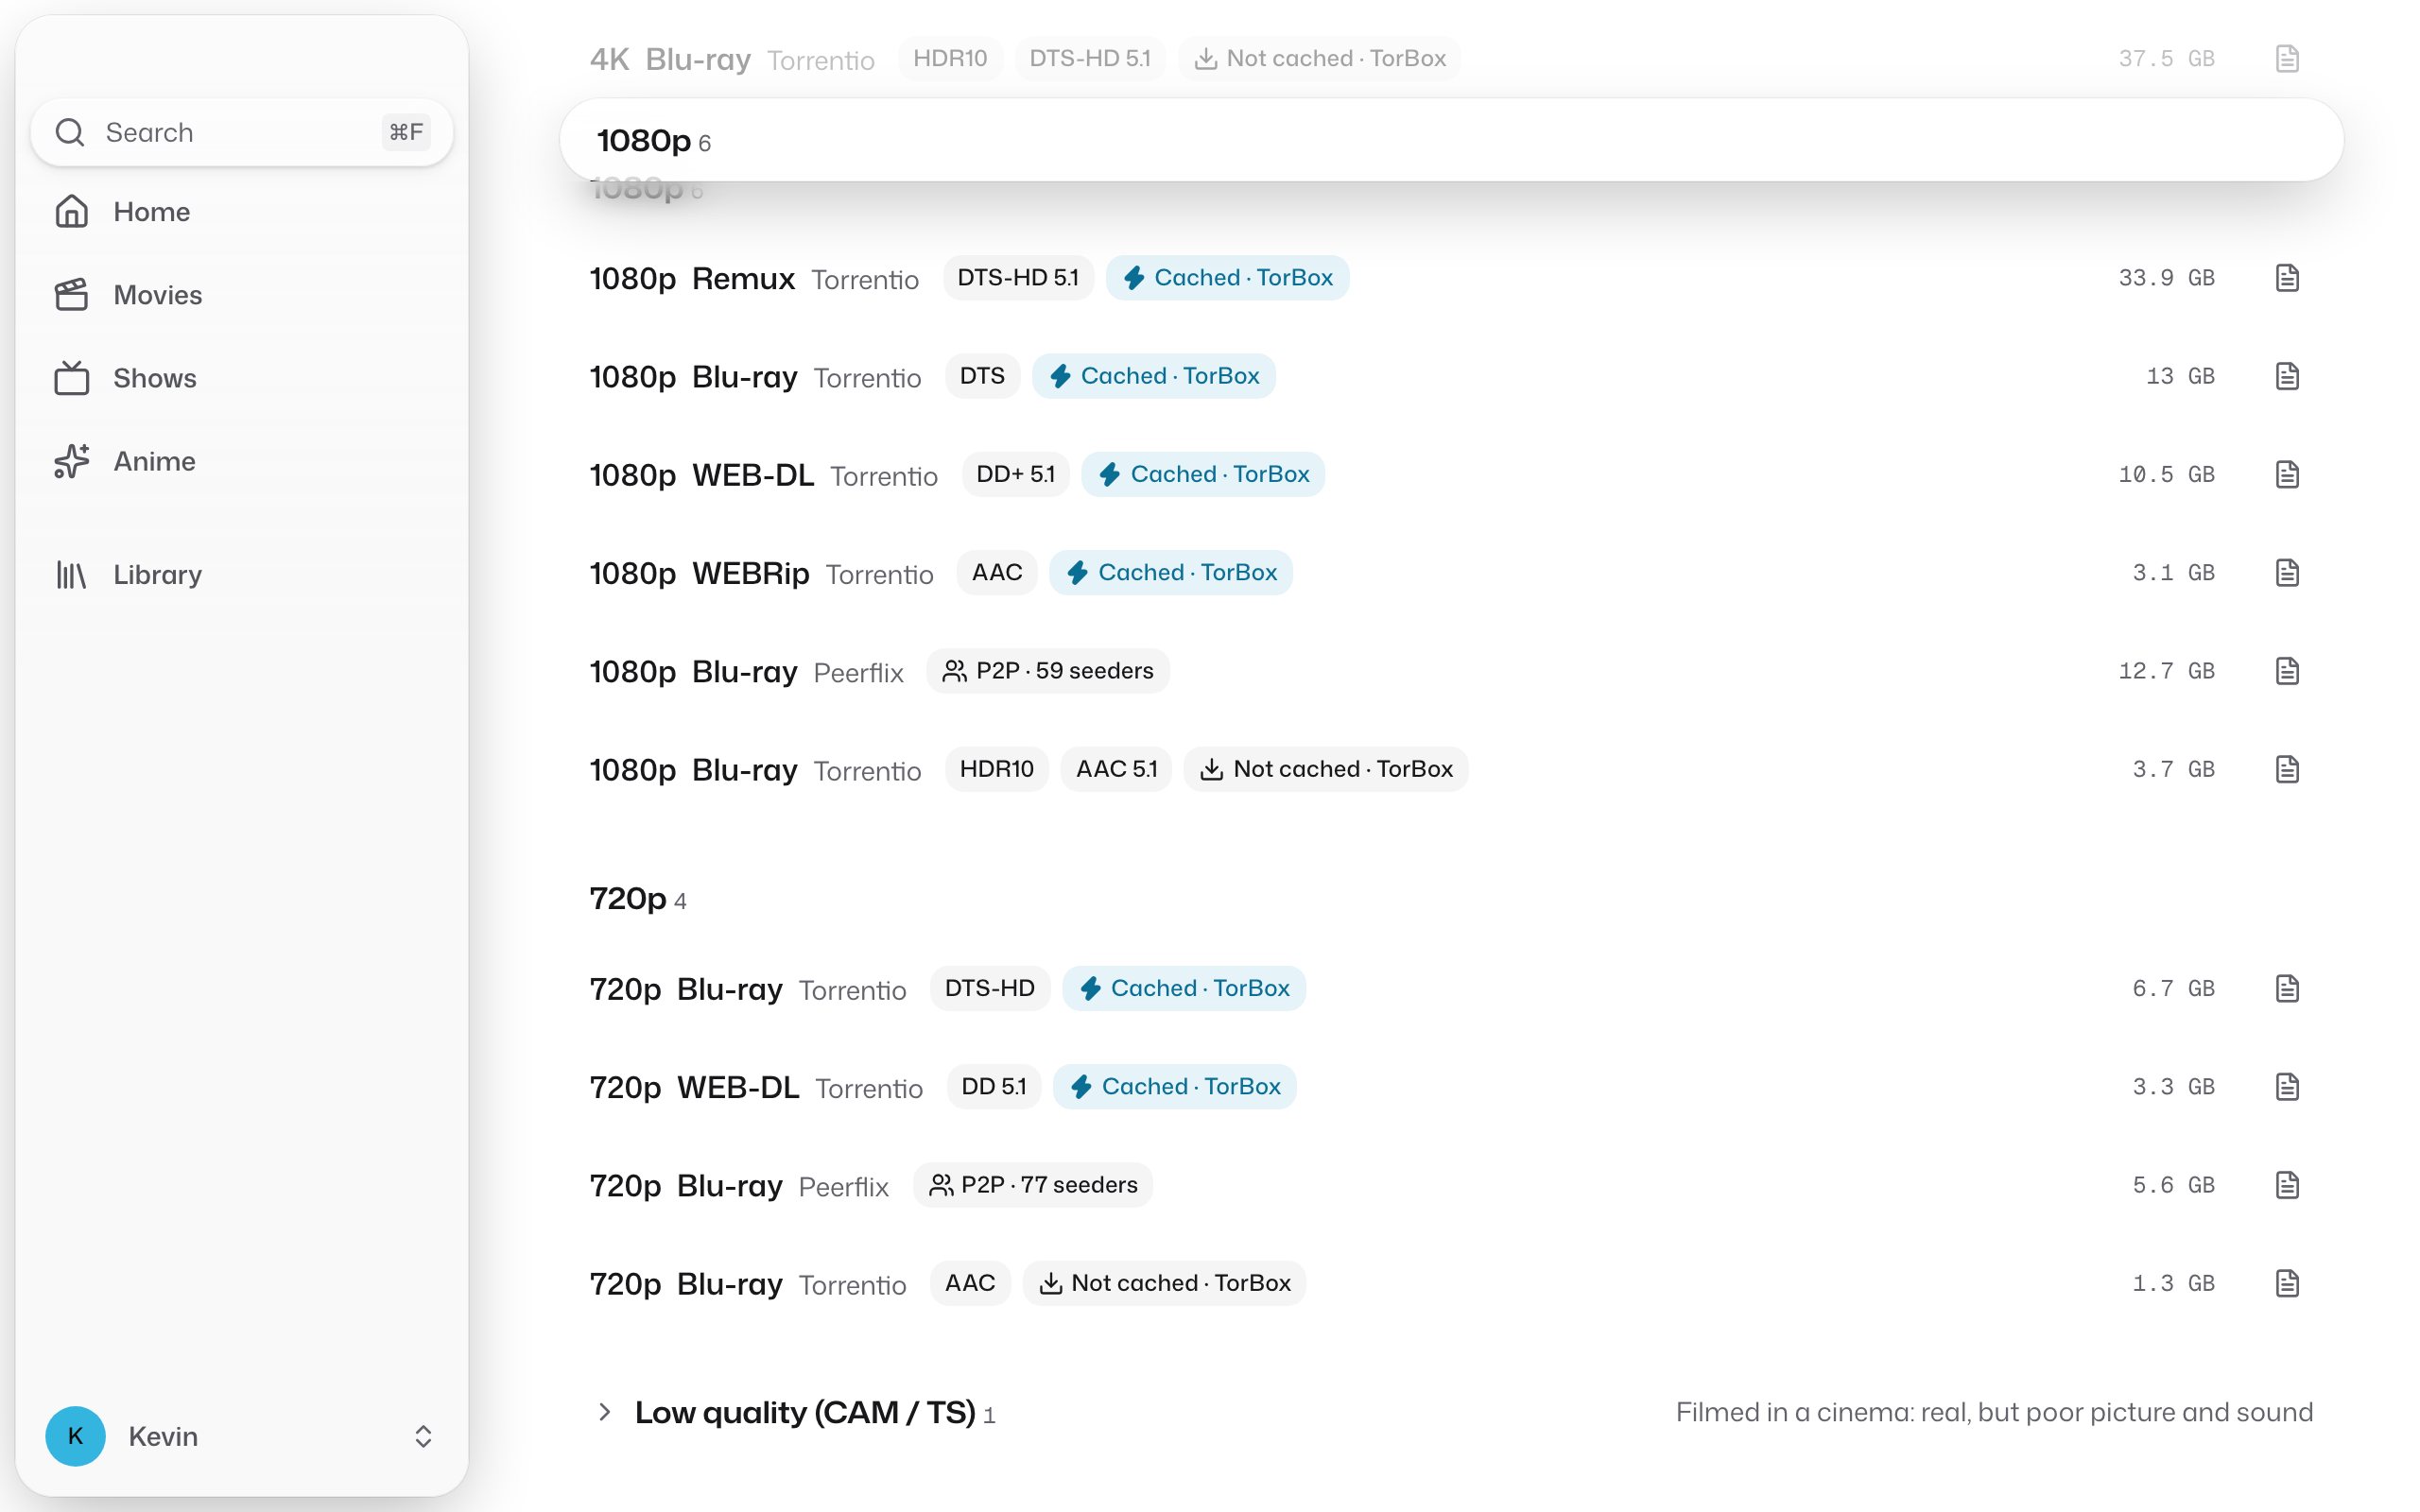 4K Blu-ray Torrentio HDR10 DTS-HD 5.1 Not cached · TorBox 37.5 GB
Search ⌘F
1080p 6
1080p 6
Home
Movies
Shows
Anime
Library
1080p Remux Torrentio DTS-HD 5.1 Cached · TorBox 33.9 GB
1080p Blu-ray Torrentio DTS Cached · TorBox 13 GB
1080p WEB-DL Torrentio DD+ 5.1 Cached · TorBox 10.5 GB
1080p WEBRip Torrentio AAC Cached · TorBox 3.1 GB
1080p Blu-ray Peerflix P2P · 59 seeders 12.7 GB
1080p Blu-ray Torrentio HDR10 AAC 5.1 Not cached · TorBox 3.7 GB
720p 4
720p Blu-ray Torrentio DTS-HD Cached · TorBox 6.7 GB
720p WEB-DL Torrentio DD 5.1 Cached · TorBox 3.3 GB
720p Blu-ray Peerflix P2P · 77 seeders 5.6 GB
720p Blu-ray Torrentio AAC Not cached · TorBox 1.3 GB
Low quality (CAM / TS) 1 Filmed in a cinema: real, but poor picture and sound
K Kevin